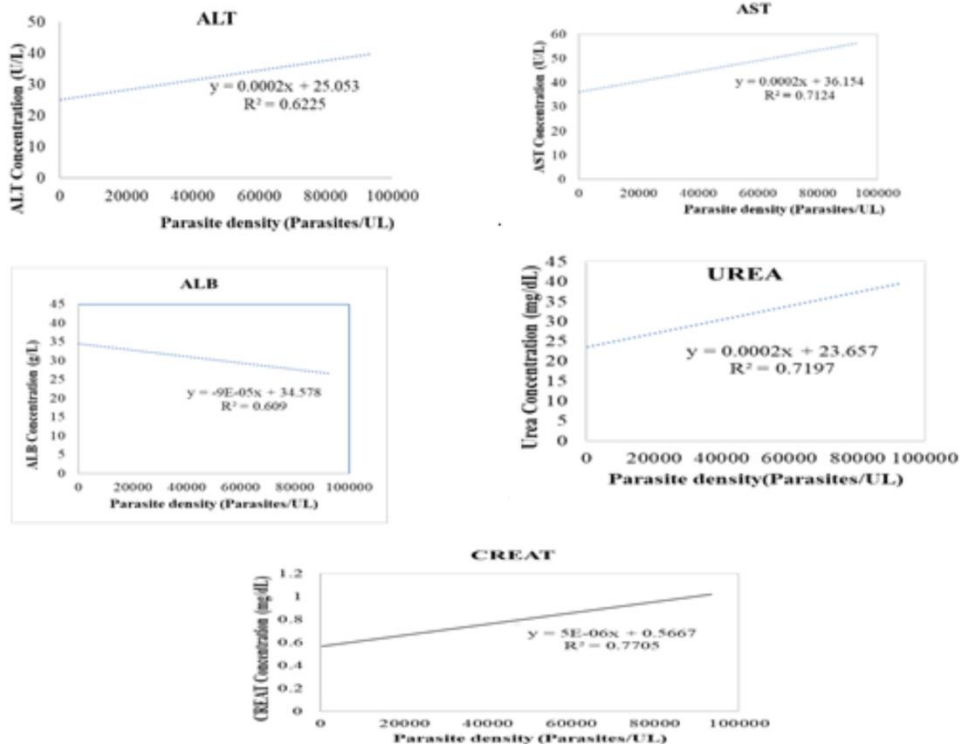 ALT
ALT Concentration (U/L)
50
40
30
20
10
0
y = 0.0002x + 25.053
R² = 0.6225
0 20000 40000 60000 80000 100000
Parasite density (Parasites/UL)
AST
AST Concentration (U/L)
60
50
40
30
20
10
0
y = 0.0002x + 36.154
R² = 0.7124
0 20000 40000 60000 80000 100000
Parasite density (Parasites/UL)
ALB
ALB Concentration (g/L)
45
40
35
30
25
20
15
10
5
0
y = -9E-05x + 34.578
R² = 0.609
0 20000 40000 60000 80000 100000
Parasite density (Parasites/UL)
UREA
Urea Concentration (mg/dL)
45
40
35
30
25
20
15
10
5
0
y = 0.0002x + 23.657
R² = 0.7197
0 20000 40000 60000 80000 100000
Parasite density(Parasites/UL)
CREAT
CREAT Concentration (mg/dL)
1.2
1
0.8
0.6
0.4
0.2
0
y = 5E-06x + 0.5667
R² = 0.7705
0 20000 40000 60000 80000 100000
Parasite density (Parasites/UL)